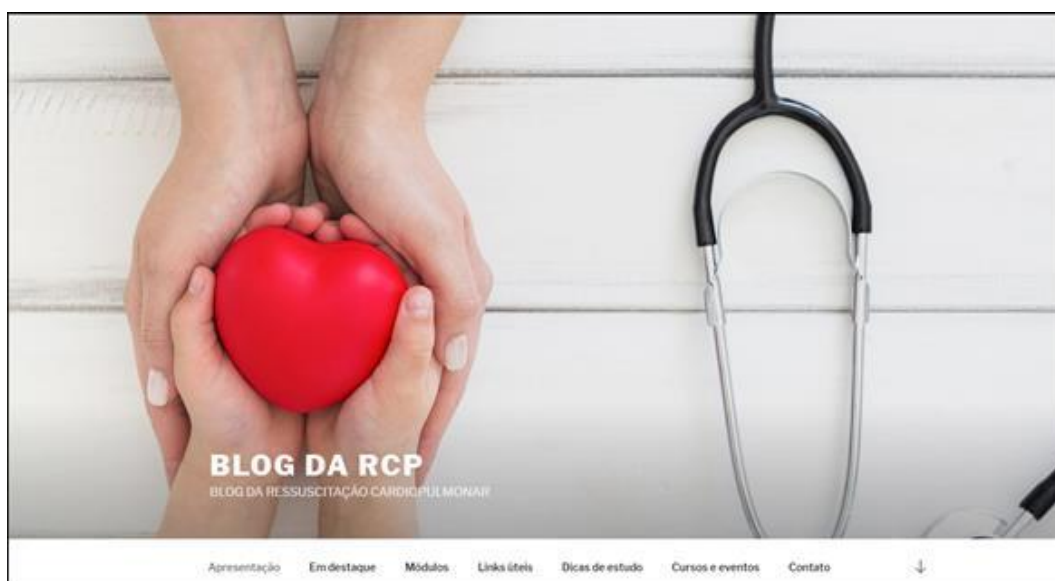 BLOG DA RCP
BLOG DA RESSUSCITAÇÃO CARDIOPULMONAR
Apresentação Em destaque Módulos Links úteis Dicas de estudo Cursos e eventos Contato